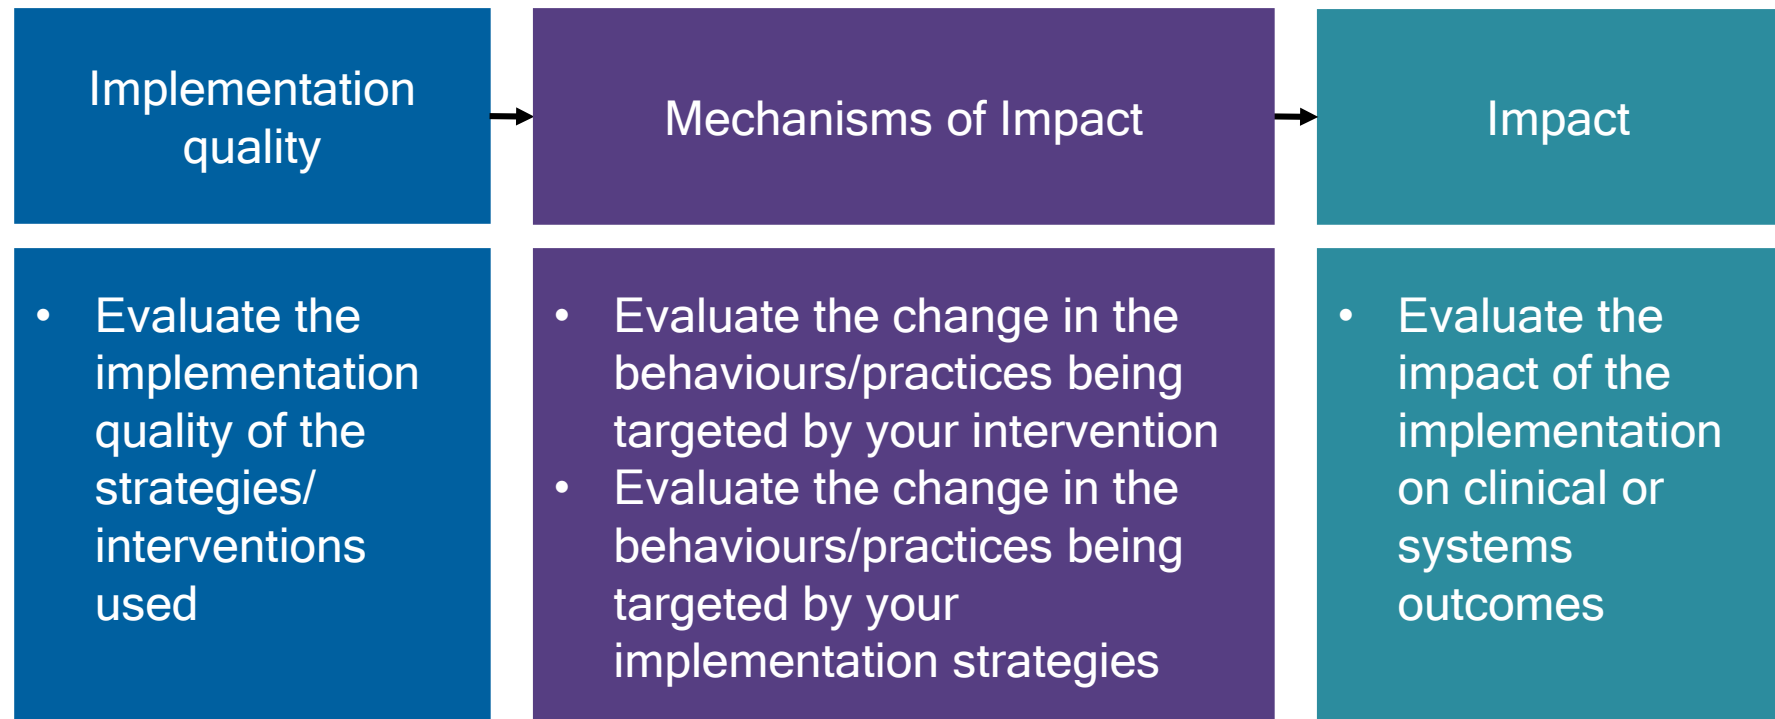 Implementation
quality
Mechanisms of Impact
Impact
• Evaluate the
implementation
quality of the
strategies/
interventions
used
• Evaluate the change in the
behaviours/practices being
targeted by your intervention
• Evaluate the change in the
behaviours/practices being
targeted by your
implementation strategies
• Evaluate the
impact of the
implementation
on clinical or
systems
outcomes